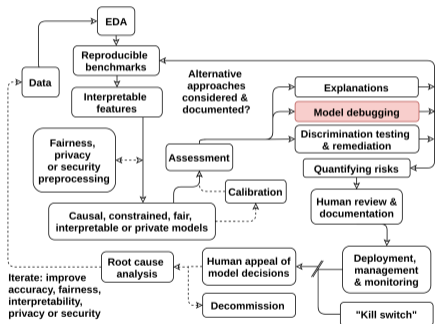 EDA
Reproducible
benchmarks
Data
Interpretable
features
Alternative
approaches
considered &
documented?
Explanations
Model debugging
Discrimination testing
& remediation
Fairness,
privacy
or security
preprocessing
Assessment
Quantifying risks
Calibration
Human review &
documentation
Causal, constrained, fair,
interpretable or private models
Root cause
analysis
Human appeal of
model decisions
Deployment,
management
& monitoring
Iterate: improve
accuracy, fairness,
interpretability,
privacy or security
Decommission
"Kill switch"